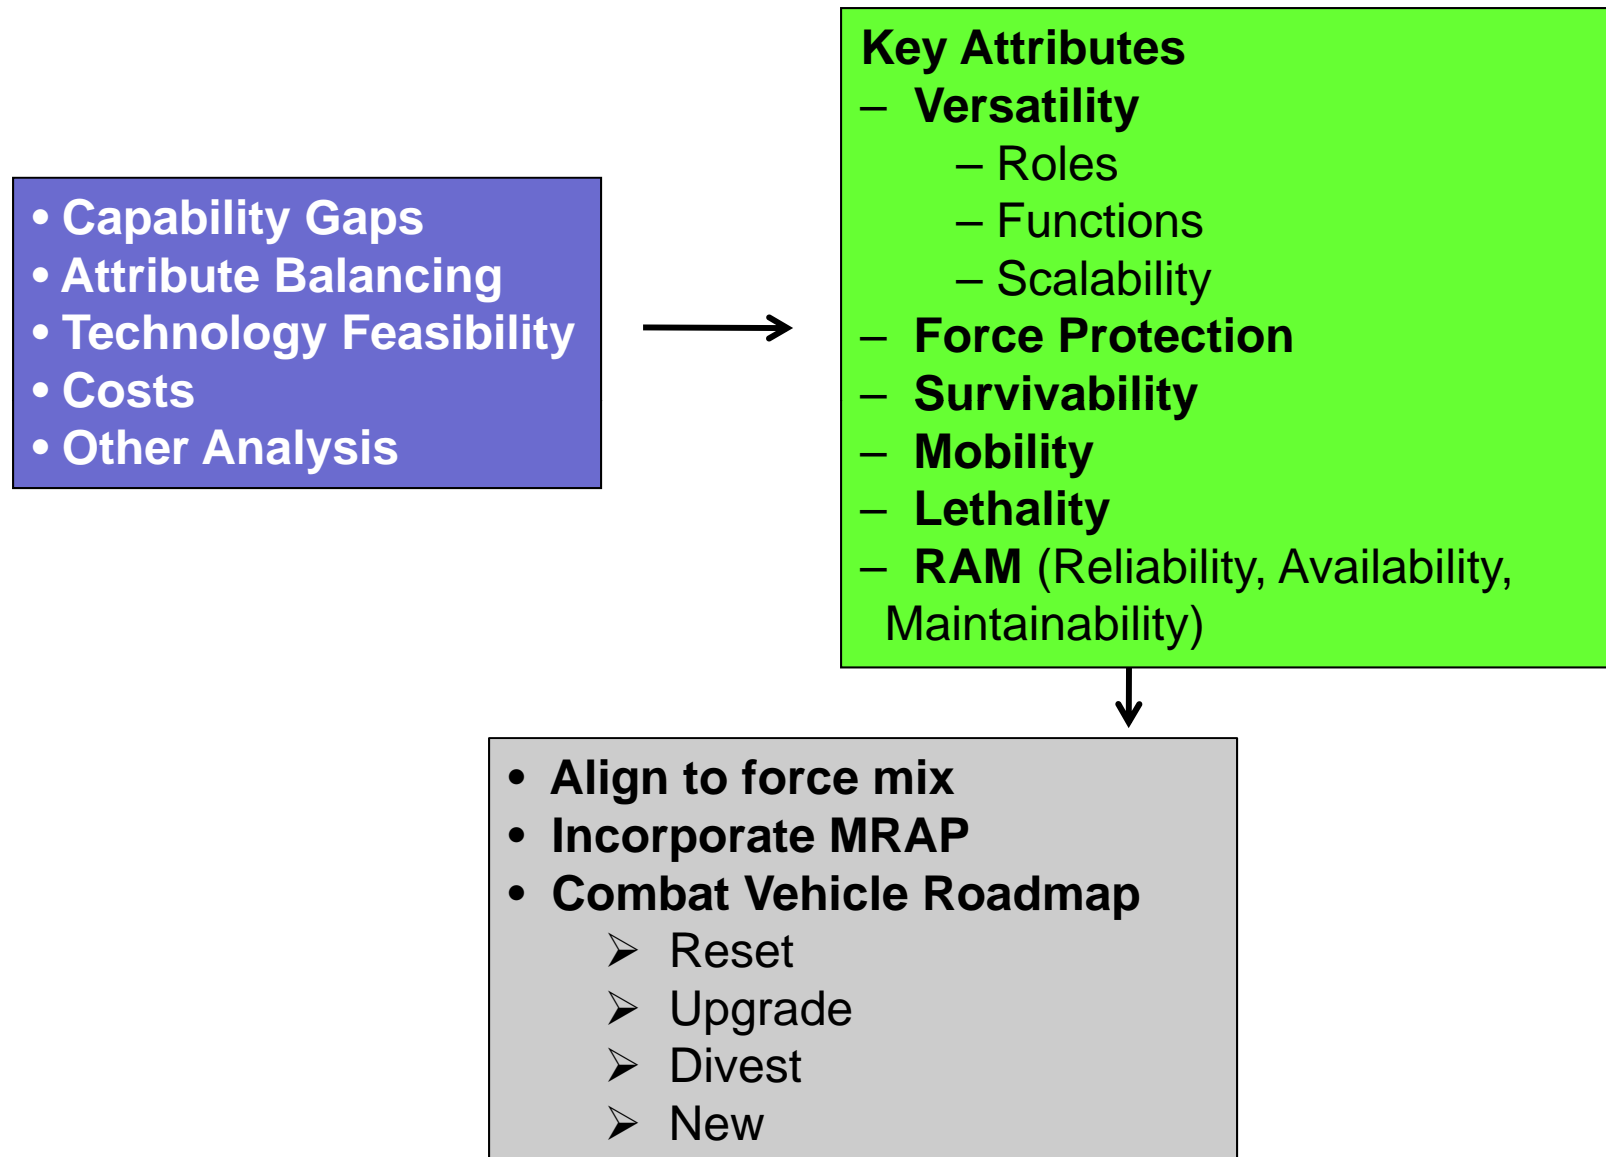 • Capability Gaps
• Attribute Balancing
• Technology Feasibility
• Costs
• Other Analysis
Key Attributes
– Versatility
– Roles
– Functions
– Scalability
– Force Protection
– Survivability
– Mobility
– Lethality
– RAM (Reliability, Availability,
Maintainability)
• Align to force mix
• Incorporate MRAP
• Combat Vehicle Roadmap
➢ Reset
➢ Upgrade
➢ Divest
➢ New